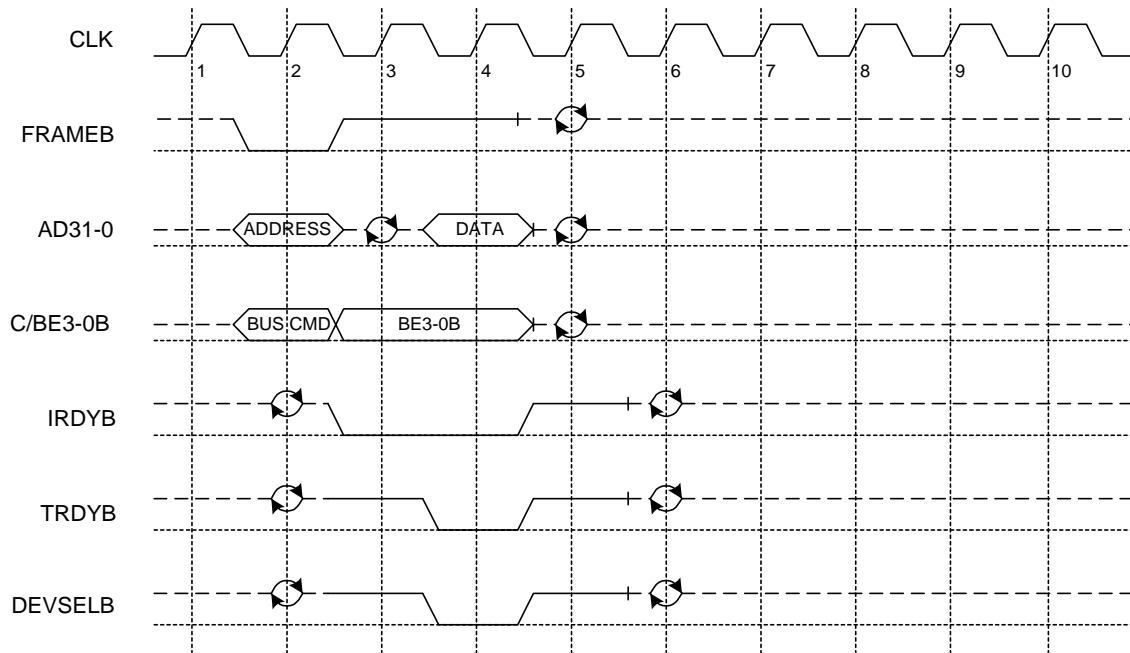 CLK
1 2 3 4 5 6 7 8 9 10
FRAMEB
AD31-0 ADDRESS DATA
C/BE3-0B BUS CMD BE3-0B
IRDYB
TRDYB
DEVSELB